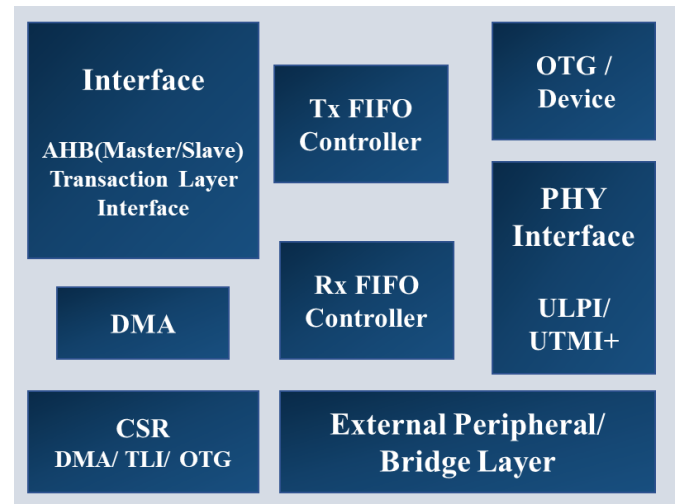 Interface
AHB(Master/Slave)
Transaction Layer
Interface
Tx FIFO
Controller
OTG /
Device
PHY
Interface
ULPI/
UTMI+
DMA
Rx FIFO
Controller
CSR
DMA/ TLI/ OTG
External Peripheral/
Bridge Layer